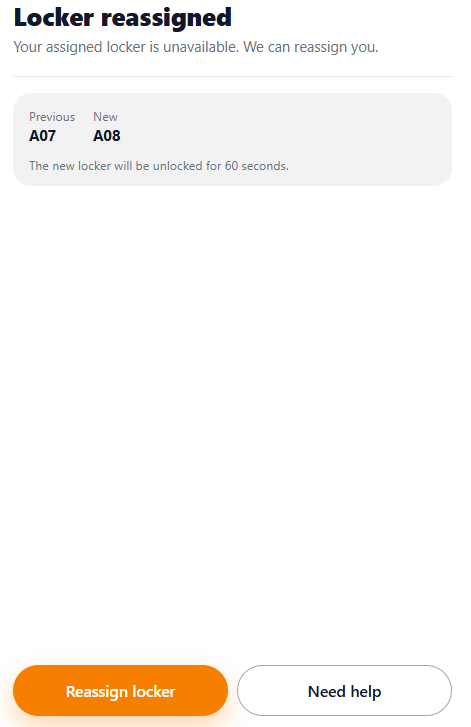 Locker reassigned
Your assigned locker is unavailable. We can reassign you.
Previous New
A07 A08
The new locker will be unlocked for 60 seconds.
Reassign locker Need help